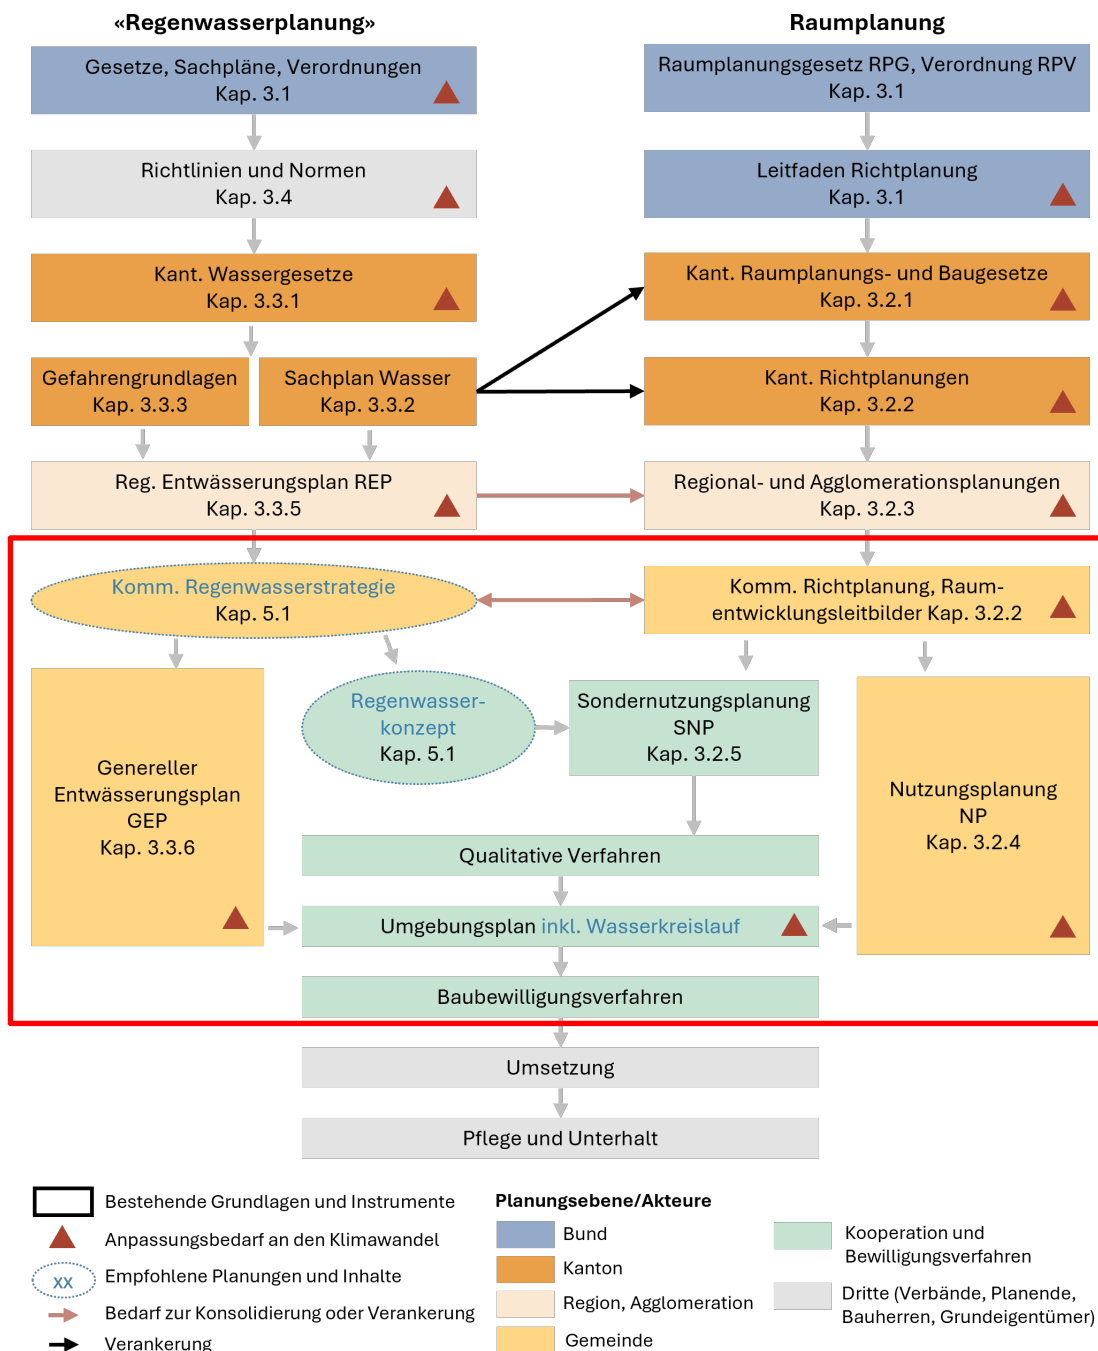 «Regenwasserplanung»
Raumplanung
Gesetze, Sachpläne, Verordnungen
Kap. 3.1
Raumplanungsgesetz RPG, Verordnung RPV
Kap. 3.1
Richtlinien und Normen
Kap. 3.4
Leitfaden Richtplanung
Kap. 3.1
Kant. Wassergesetze
Kap. 3.3.1
Kant. Raumplanungs- und Baugesetze
Kap. 3.2.1
Gefahrengrundlagen
Kap. 3.3.3
Sachplan Wasser
Kap. 3.3.2
Kant. Richtplanungen
Kap. 3.2.2
Reg. Entwässerungsplan REP
Kap. 3.3.5
Regional- und Agglomerationsplanungen
Kap. 3.2.3
Komm. Regenwasserstrategie
Kap. 5.1
Komm. Richtplanung, Raum-
entwicklungsleitbilder Kap. 3.2.2
Regenwasser-
konzept
Kap. 5.1
Sondernutzungsplanung
SNP
Kap. 3.2.5
Genereller
Entwässerungsplan
GEP
Kap. 3.3.6
Nutzungsplanung
NP
Kap. 3.2.4
Qualitative Verfahren
Umgebungsplan inkl. Wasserkreislauf
Baubewilligungsverfahren
Umsetzung
Pflege und Unterhalt
Bestehende Grundlagen und Instrumente
Anpassungsbedarf an den Klimawandel
xx Empfohlene Planungen und Inhalte
Bedarf zur Konsolidierung oder Verankerung
Verankerung
Planungsebene/Akteure
Bund
Kanton
Region, Agglomeration
Gemeinde
Kooperation und
Bewilligungsverfahren
Dritte (Verbände, Planende,
Bauherren, Grundeigentümer)